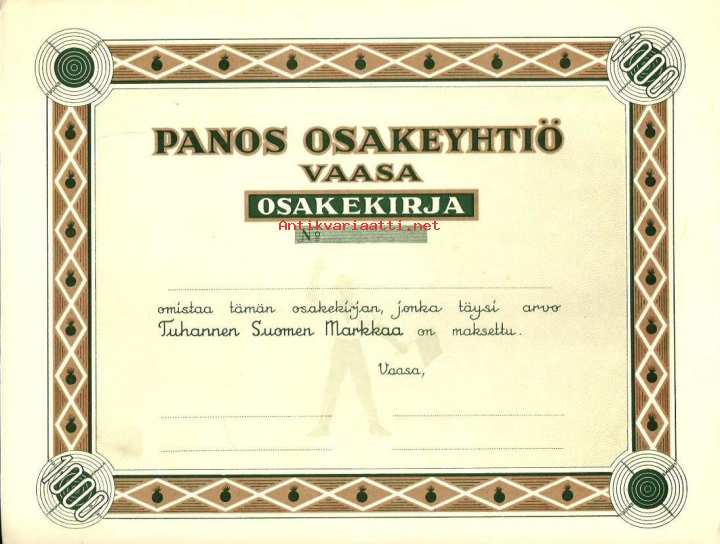 1000
PANOS OSAKEYHTIÖ
VAASA
OSAKEKIRJA
Antikvariaatti.net
No
omistaa tämän osakekirjan, jonka täysi arvo
Tuhannen Suomen Markkaa on maksettu.
Vaasa,
1000